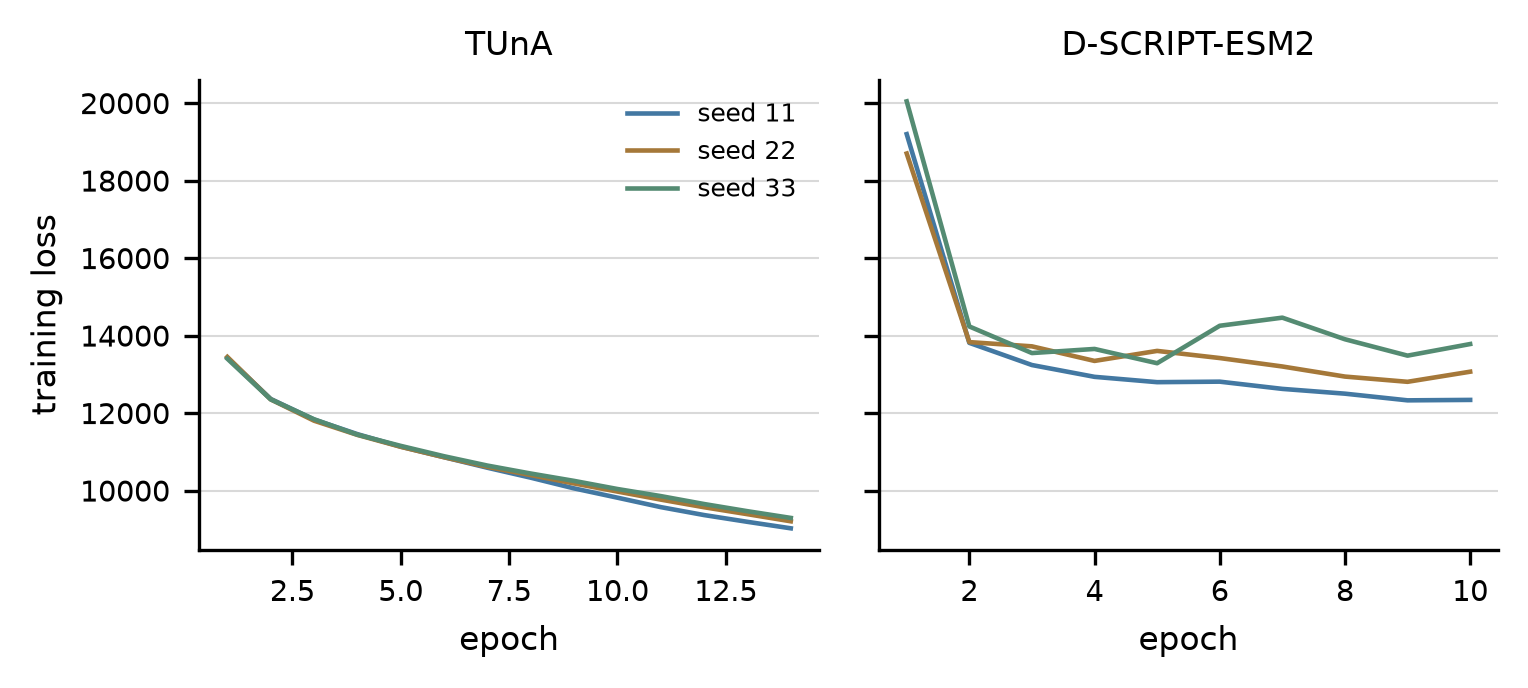 TUnA
D-SCRIPT-ESM2
training loss
20000
18000
16000
14000
12000
10000
seed 11
seed 22
seed 33
2.5 5.0 7.5 10.0 12.5
epoch
2 4 6 8 10
epoch